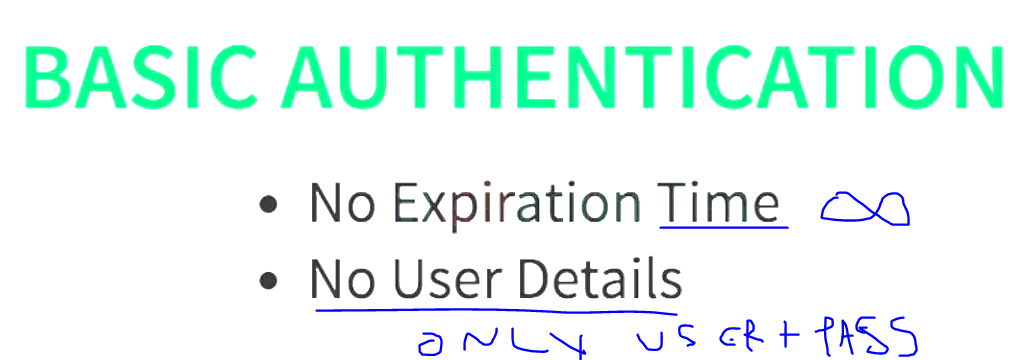 BASIC AUTHENTICATION
• No Expiration Time ∞
• No User Details
ONLY USER + PASS